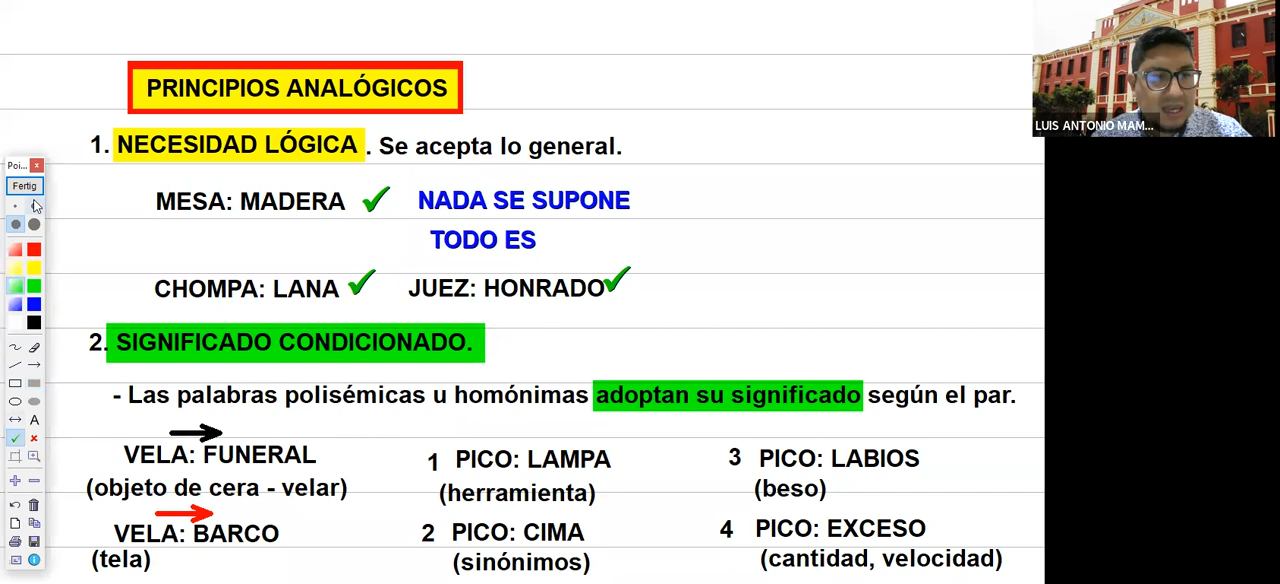 PRINCIPIOS ANALÓGICOS
LUIS ANTONIO MAM...
1. NECESIDAD LÓGICA . Se acepta lo general.
Poi...
Fertig
MESA: MADERA NADA SE SUPONE
TODO ES
CHOMPA: LANA JUEZ: HONRADO
2. SIGNIFICADO CONDICIONADO.
- Las palabras polisémicas u homónimas adoptan su significado según el par.
A
VELA: FUNERAL 1 PICO: LAMPA 3 PICO: LABIOS
(objeto de cera - velar) (herramienta) (beso)
VELA: BARCO 2 PICO: CIMA 4 PICO: EXCESO
(tela) (sinónimos) (cantidad, velocidad)